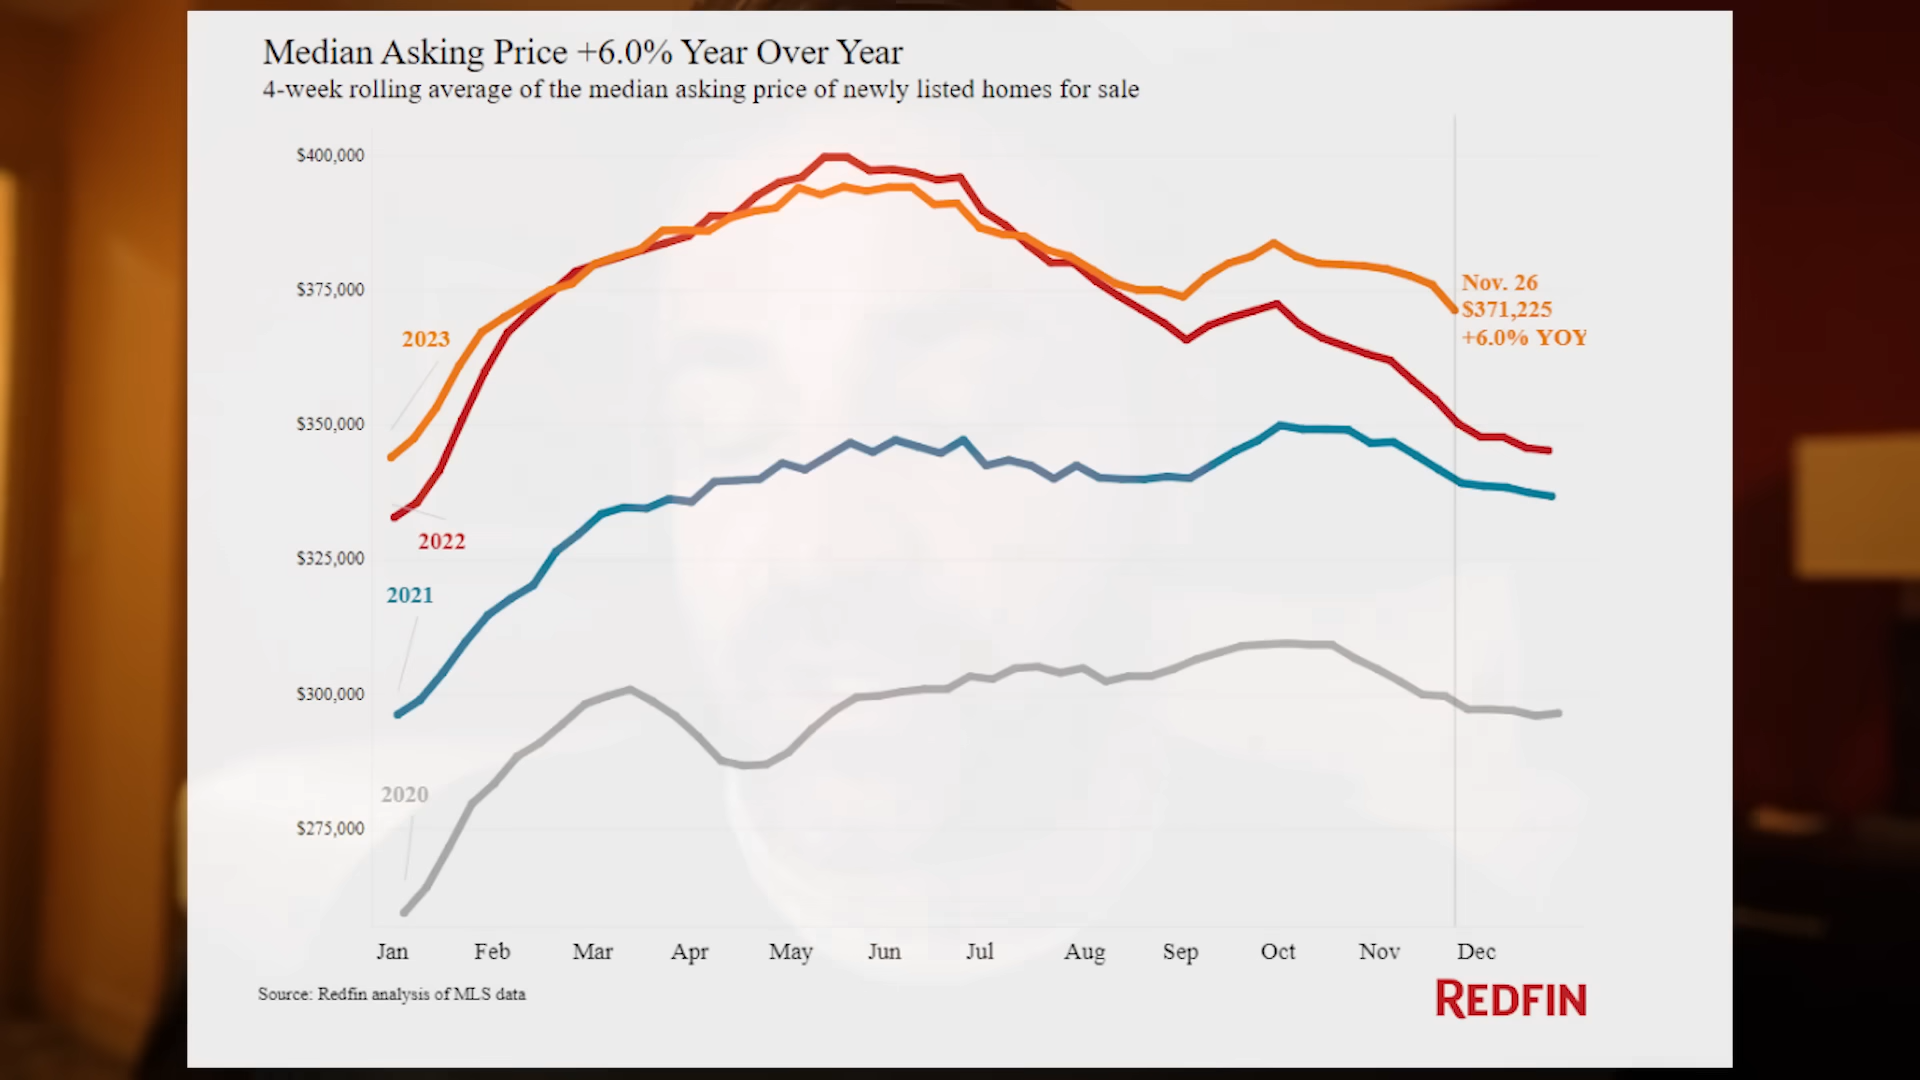 Median Asking Price +6.0% Year Over Year
4-week rolling average of the median asking price of newly listed homes for sale
$400,000
$375,000
$350,000
$325,000
$300,000
$275,000
2023
2022
2021
2020
Nov. 26
$371,225
+6.0% YOY
Jan Feb Mar Apr May Jun Jul Aug Sep Oct Nov Dec
Source: Redfin analysis of MLS data
REDFIN